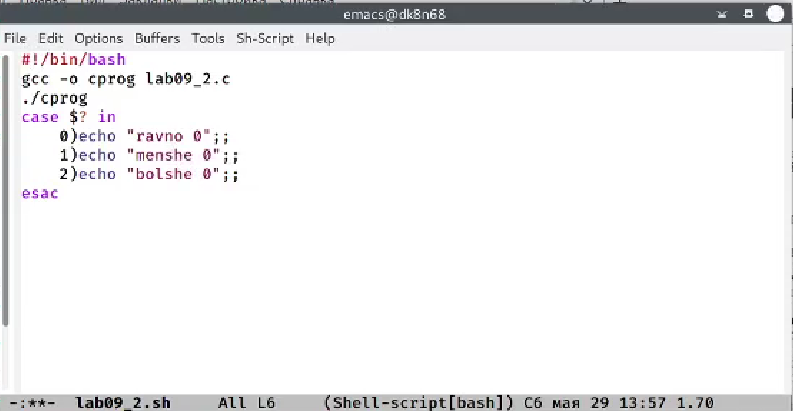 emacs@dk8n68
File Edit Options Buffers Tools Sh-Script Help
#!/bin/bash
gcc -o cprog lab09_2.c
./cprog
case $? in
    0)echo "ravno 0";;
    1)echo "menshe 0";;
    2)echo "bolshe 0";;
esac
-:**-  lab09_2.sh     All L6     (Shell-script[bash]) Сб мая 29 13:57 1.70